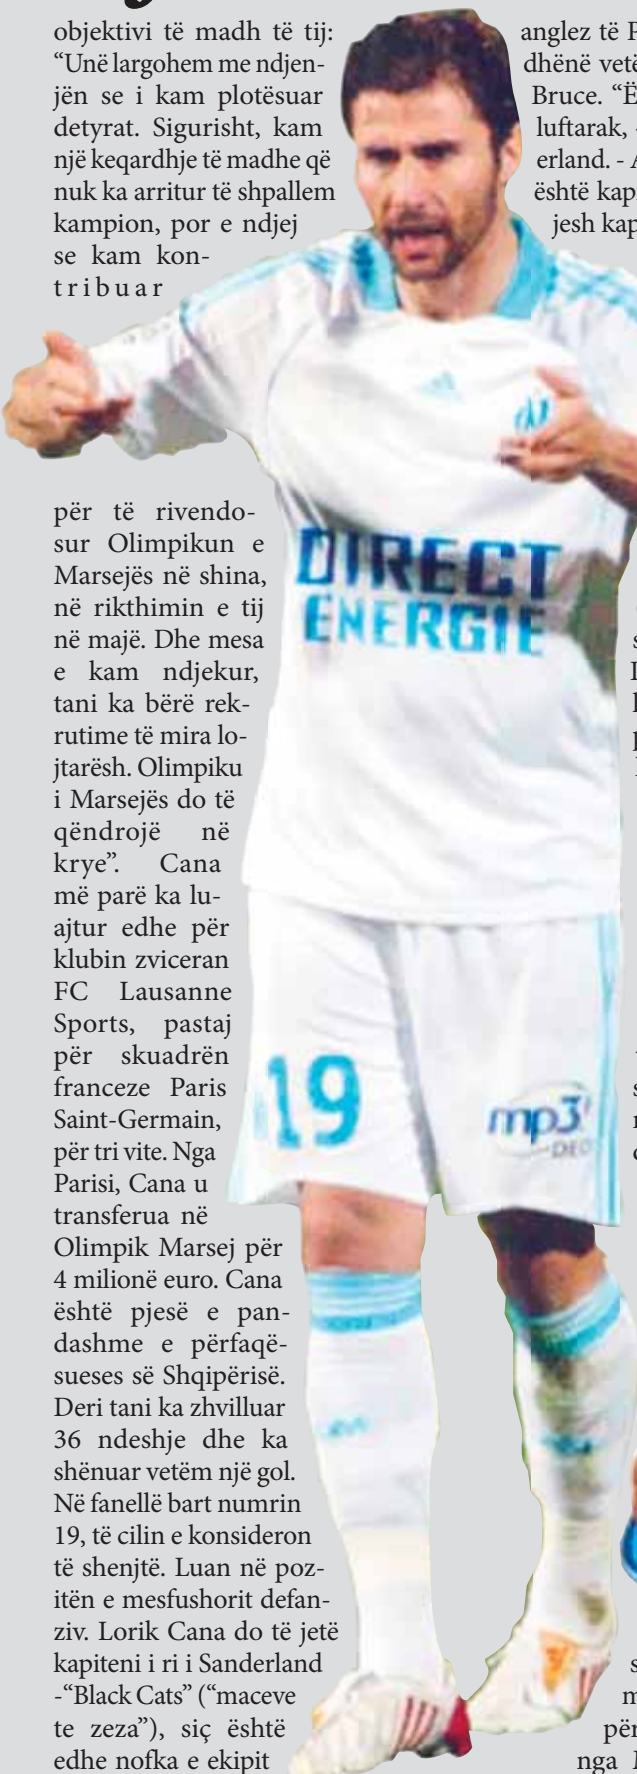 objektivi të madh të tij:
“Unë largohem me ndjen-
jën se i kam plotësuar
detyrat. Sigurisht, kam
një keqardhje të madhe që
nuk ka arritur të shpallem
kampion, por e ndjej
se kam kon-
tribuar
për të rivendo-
sur Olimpikun e
Marsejës në shina,
në rikthimin e tij
në majë. Dhe mesa
e kam ndjekur,
tani ka bërë rek-
rutime të mira lo-
jtarësh. Olimpiku
i Marsejës do të
qëndrojë në
krye”. Cana
më parë ka lu-
ajtur edhe për
klubin zviceran
FC Lausanne
Sports, pastaj
për skuadrën
franceze Paris
Saint-Germain,
për tri vite. Nga
Parisi, Cana u
transferua në
Olimpik Marsej për
4 milionë euro. Cana
është pjesë e pan-
dashme e përfaqë-
sueses së Shqipërisë.
Deri tani ka zhvilluar
36 ndeshje dhe ka
shënuar vetëm një gol.
Në fanellë bart numrin
19, të cilin e konsideron
të shenjtë. Luan në poz-
itën e mesfushorit defan-
ziv. Lorik Cana do të jetë
kapiteni i ri i Sanderland
-“Black Cats” (“maceve
te zeza”), siç është
edhe nofka e ekipit
anglez të
dhënë
Bruce.
luftarak,
erland. -
është
jesh
për
nga
DIRECT
ENERGIE
19
mp3